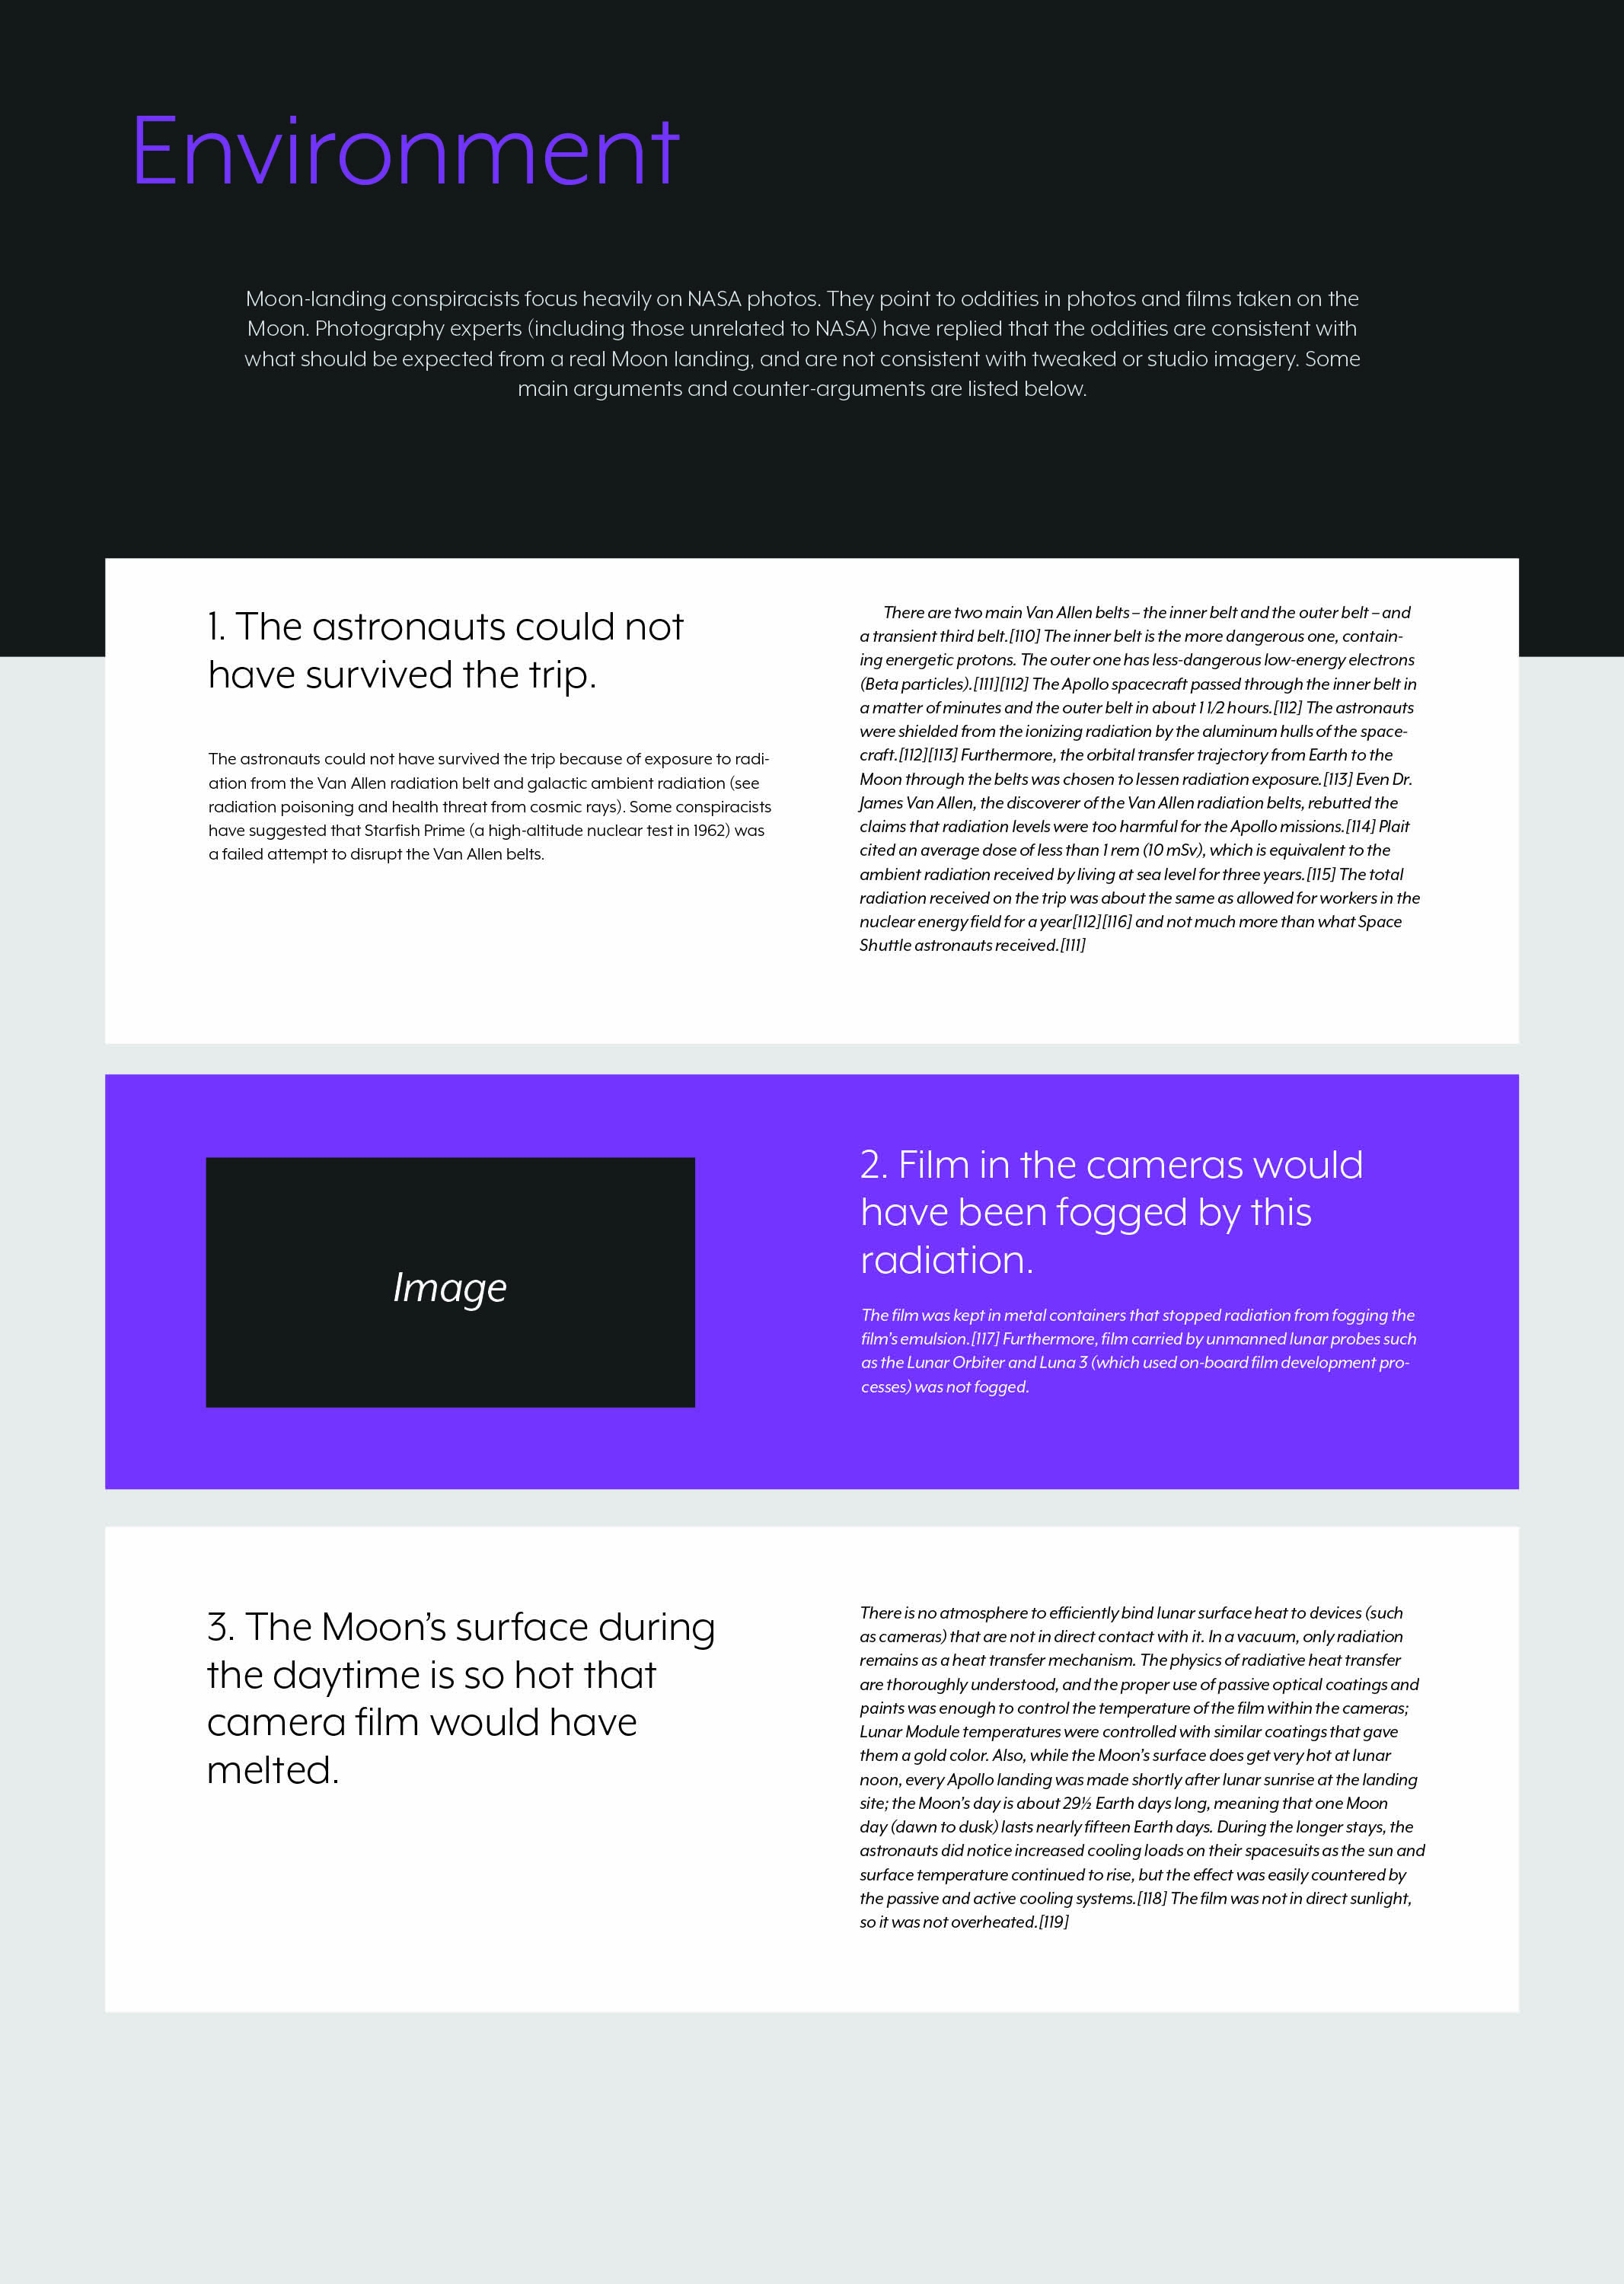 Environment
Moon-landing conspiracists focus heavily on NASA photos. They point to oddities in photos and films taken on the
Moon. Photography experts (including those unrelated to NASA) have replied that the oddities are consistent with
what should be expected from a real Moon landing, and are not consistent with tweaked or studio imagery. Some
main arguments and counter-arguments are listed below.
1. The astronauts could not
have survived the trip.
The astronauts could not have survived the trip because of exposure to radi-
ation from the Van Allen radiation belt and galactic ambient radiation (see
radiation poisoning and health threat from cosmic rays). Some conspiracists
have suggested that Starfish Prime (a high-altitude nuclear test in 1962) was
a failed attempt to disrupt the Van Allen belts.
There are two main Van Allen belts – the inner belt and the outer belt – and
a transient third belt.[110] The inner belt is the more dangerous one, contain-
ing energetic protons. The outer one has less-dangerous low-energy electrons
(Beta particles).[111][112] The Apollo spacecraft passed through the inner belt in
a matter of minutes and the outer belt in about 1 1/2 hours.[112] The astronauts
were shielded from the ionizing radiation by the aluminum hulls of the space-
craft.[112][113] Furthermore, the orbital transfer trajectory from Earth to the
Moon through the belts was chosen to lessen radiation exposure.[113] Even Dr.
James Van Allen, the discoverer of the Van Allen radiation belts, rebutted the
claims that radiation levels were too harmful for the Apollo missions.[114] Plait
cited an average dose of less than 1 rem (10 mSv), which is equivalent to the
ambient radiation received by living at sea level for three years.[115] The total
radiation received on the trip was about the same as allowed for workers in the
nuclear energy field for a year[112][116] and not much more than what Space
Shuttle astronauts received.[111]
Image
2. Film in the cameras would
have been fogged by this
radiation.
The film was kept in metal containers that stopped radiation from fogging the
film's emulsion.[117] Furthermore, film carried by unmanned lunar probes such
as the Lunar Orbiter and Luna 3 (which used on-board film development pro-
cesses) was not fogged.
3. The Moon's surface during
the daytime is so hot that
camera film would have
melted.
There is no atmosphere to efficiently bind lunar surface heat to devices (such
as cameras) that are not in direct contact with it. In a vacuum, only radiation
remains as a heat transfer mechanism. The physics of radiative heat transfer
are thoroughly understood, and the proper use of passive optical coatings and
paints was enough to control the temperature of the film within the cameras;
Lunar Module temperatures were controlled with similar coatings that gave
them a gold color. Also, while the Moon's surface does get very hot at lunar
noon, every Apollo landing was made shortly after lunar sunrise at the landing
site; the Moon's day is about 29½ Earth days long, meaning that one Moon
day (dawn to dusk) lasts nearly fifteen Earth days. During the longer stays, the
astronauts did notice increased cooling loads on their spacesuits as the sun and
surface temperature continued to rise, but the effect was easily countered by
the passive and active cooling systems.[118] The film was not in direct sunlight,
so it was not overheated.[119]